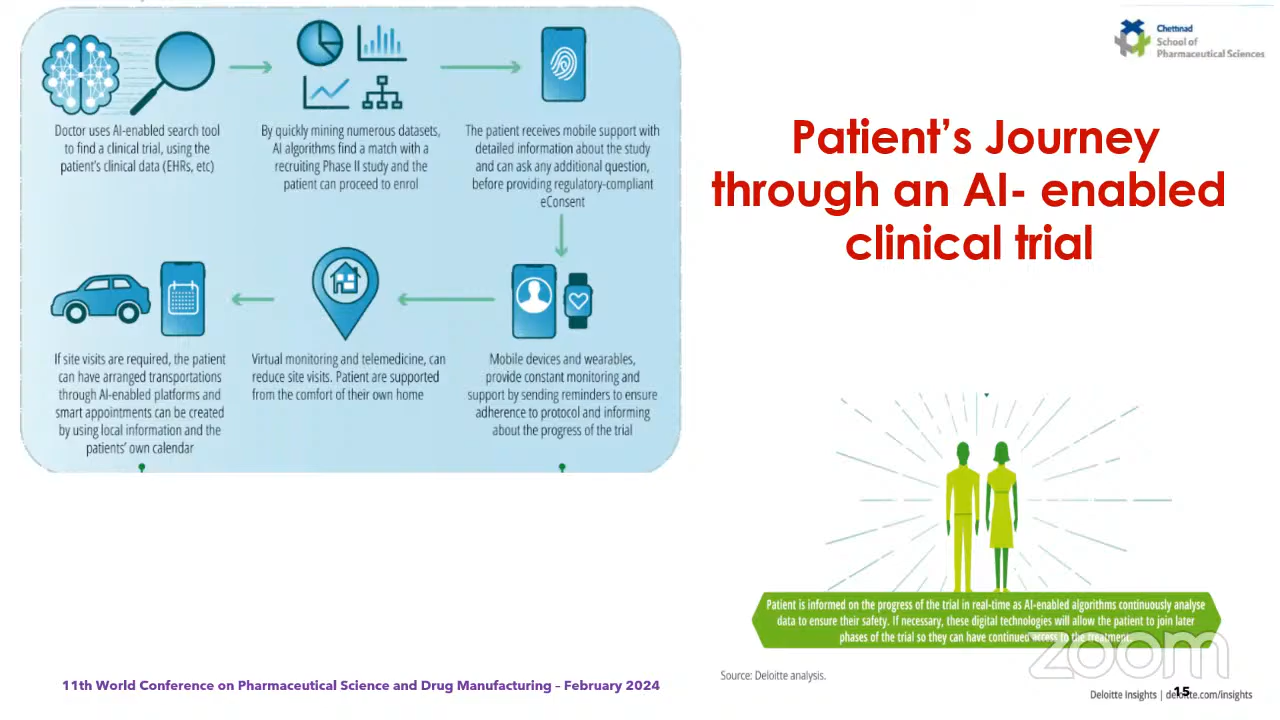 Chettnad
School of
Pharmaceutical Sciences
Patient's Journey
through an AI- enabled
clinical trial
Doctor uses AI-enabled search tool
to find a clinical trial, using the
patient's clinical data (EHRs, etc)
By quickly mining numerous datasets,
AI algorithms find a match with a
recruiting Phase II study and the
patient can proceed to enrol
The patient receives mobile support with
detailed information about the study
and can ask any additional question,
before providing regulatory-compliant
eConsent
If site visits are required, the patient
can have arranged transportations
through AI-enabled platforms and
smart appointments can be created
by using local information and the
patients' own calendar
Virtual monitoring and telemedicine, can
reduce site visits. Patient are supported
from the comfort of their own home
Mobile devices and wearables,
provide constant monitoring and
support by sending reminders to ensure
adherence to protocol and informing
about the progress of the trial
Patient is informed on the progress of the trial in real-time as AI-enabled algorithms continuously analyse
data to ensure their safety. If necessary, these digital technologies will allow the patient to join later
phases of the trial so they can have continued access to the treatment.
zoom
Source: Deloitte analysis.
11th World Conference on Pharmaceutical Science and Drug Manufacturing – February 2024
15
Deloitte Insights | deloitte.com/insights